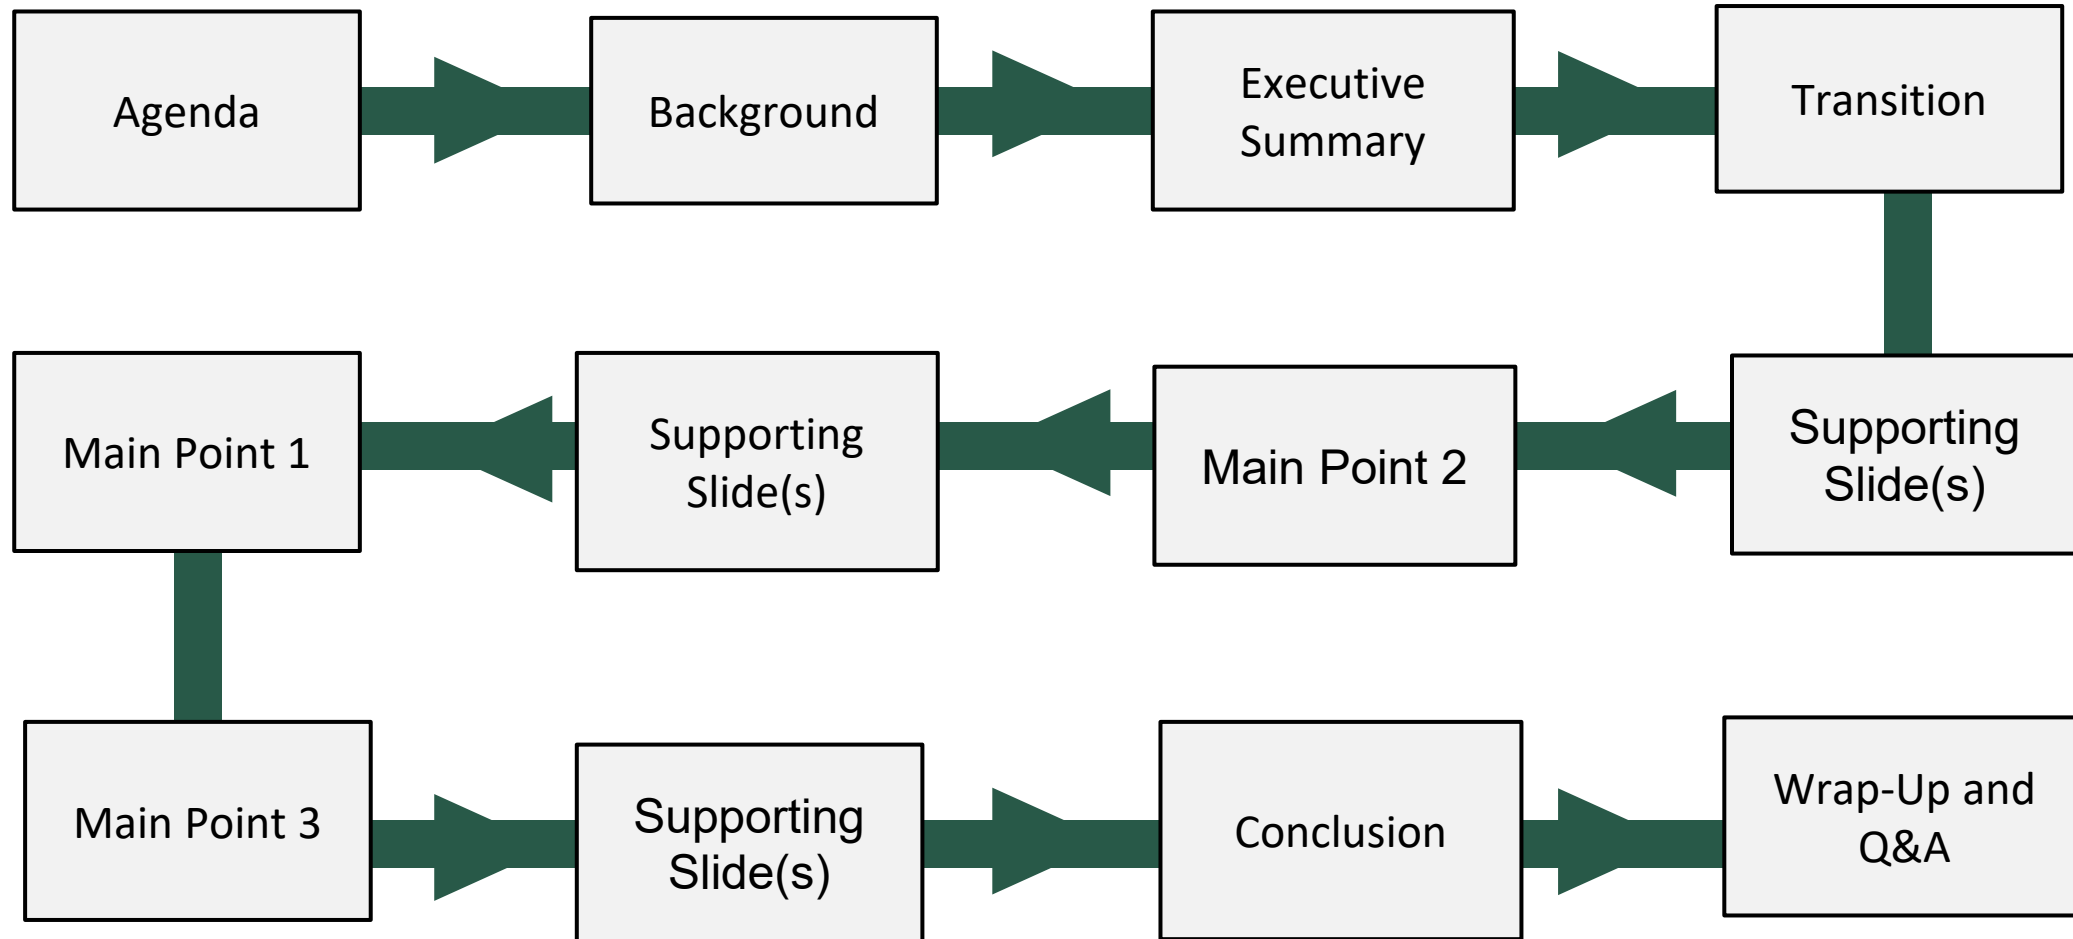 Agenda
Background
Executive
Summary
Transition
Main Point 1
Supporting
Slide(s)
Main Point 2
Supporting
Slide(s)
Main Point 3
Supporting
Slide(s)
Conclusion
Wrap-Up and
Q&A